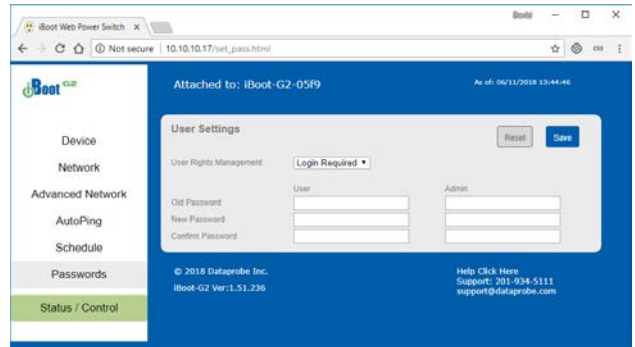 iBoot Web Power Switch
Not secure | 10.10.10.17/set_pass.html
css
iBoot G2
Attached to: iBoot-G2-05f9
As of: 06/11/2018 13:44:46
Device
Network
Advanced Network
AutoPing
Schedule
Passwords
Status / Control
User Settings
Reset
Save
User Rights Management
Login Required
User
Admin
Old Password
New Password
Confirm Password
© 2018 Dataprobe Inc.
iBoot-G2 Ver:1.51.236
Help Click Here
Support: 201-934-5111
support@dataprobe.com